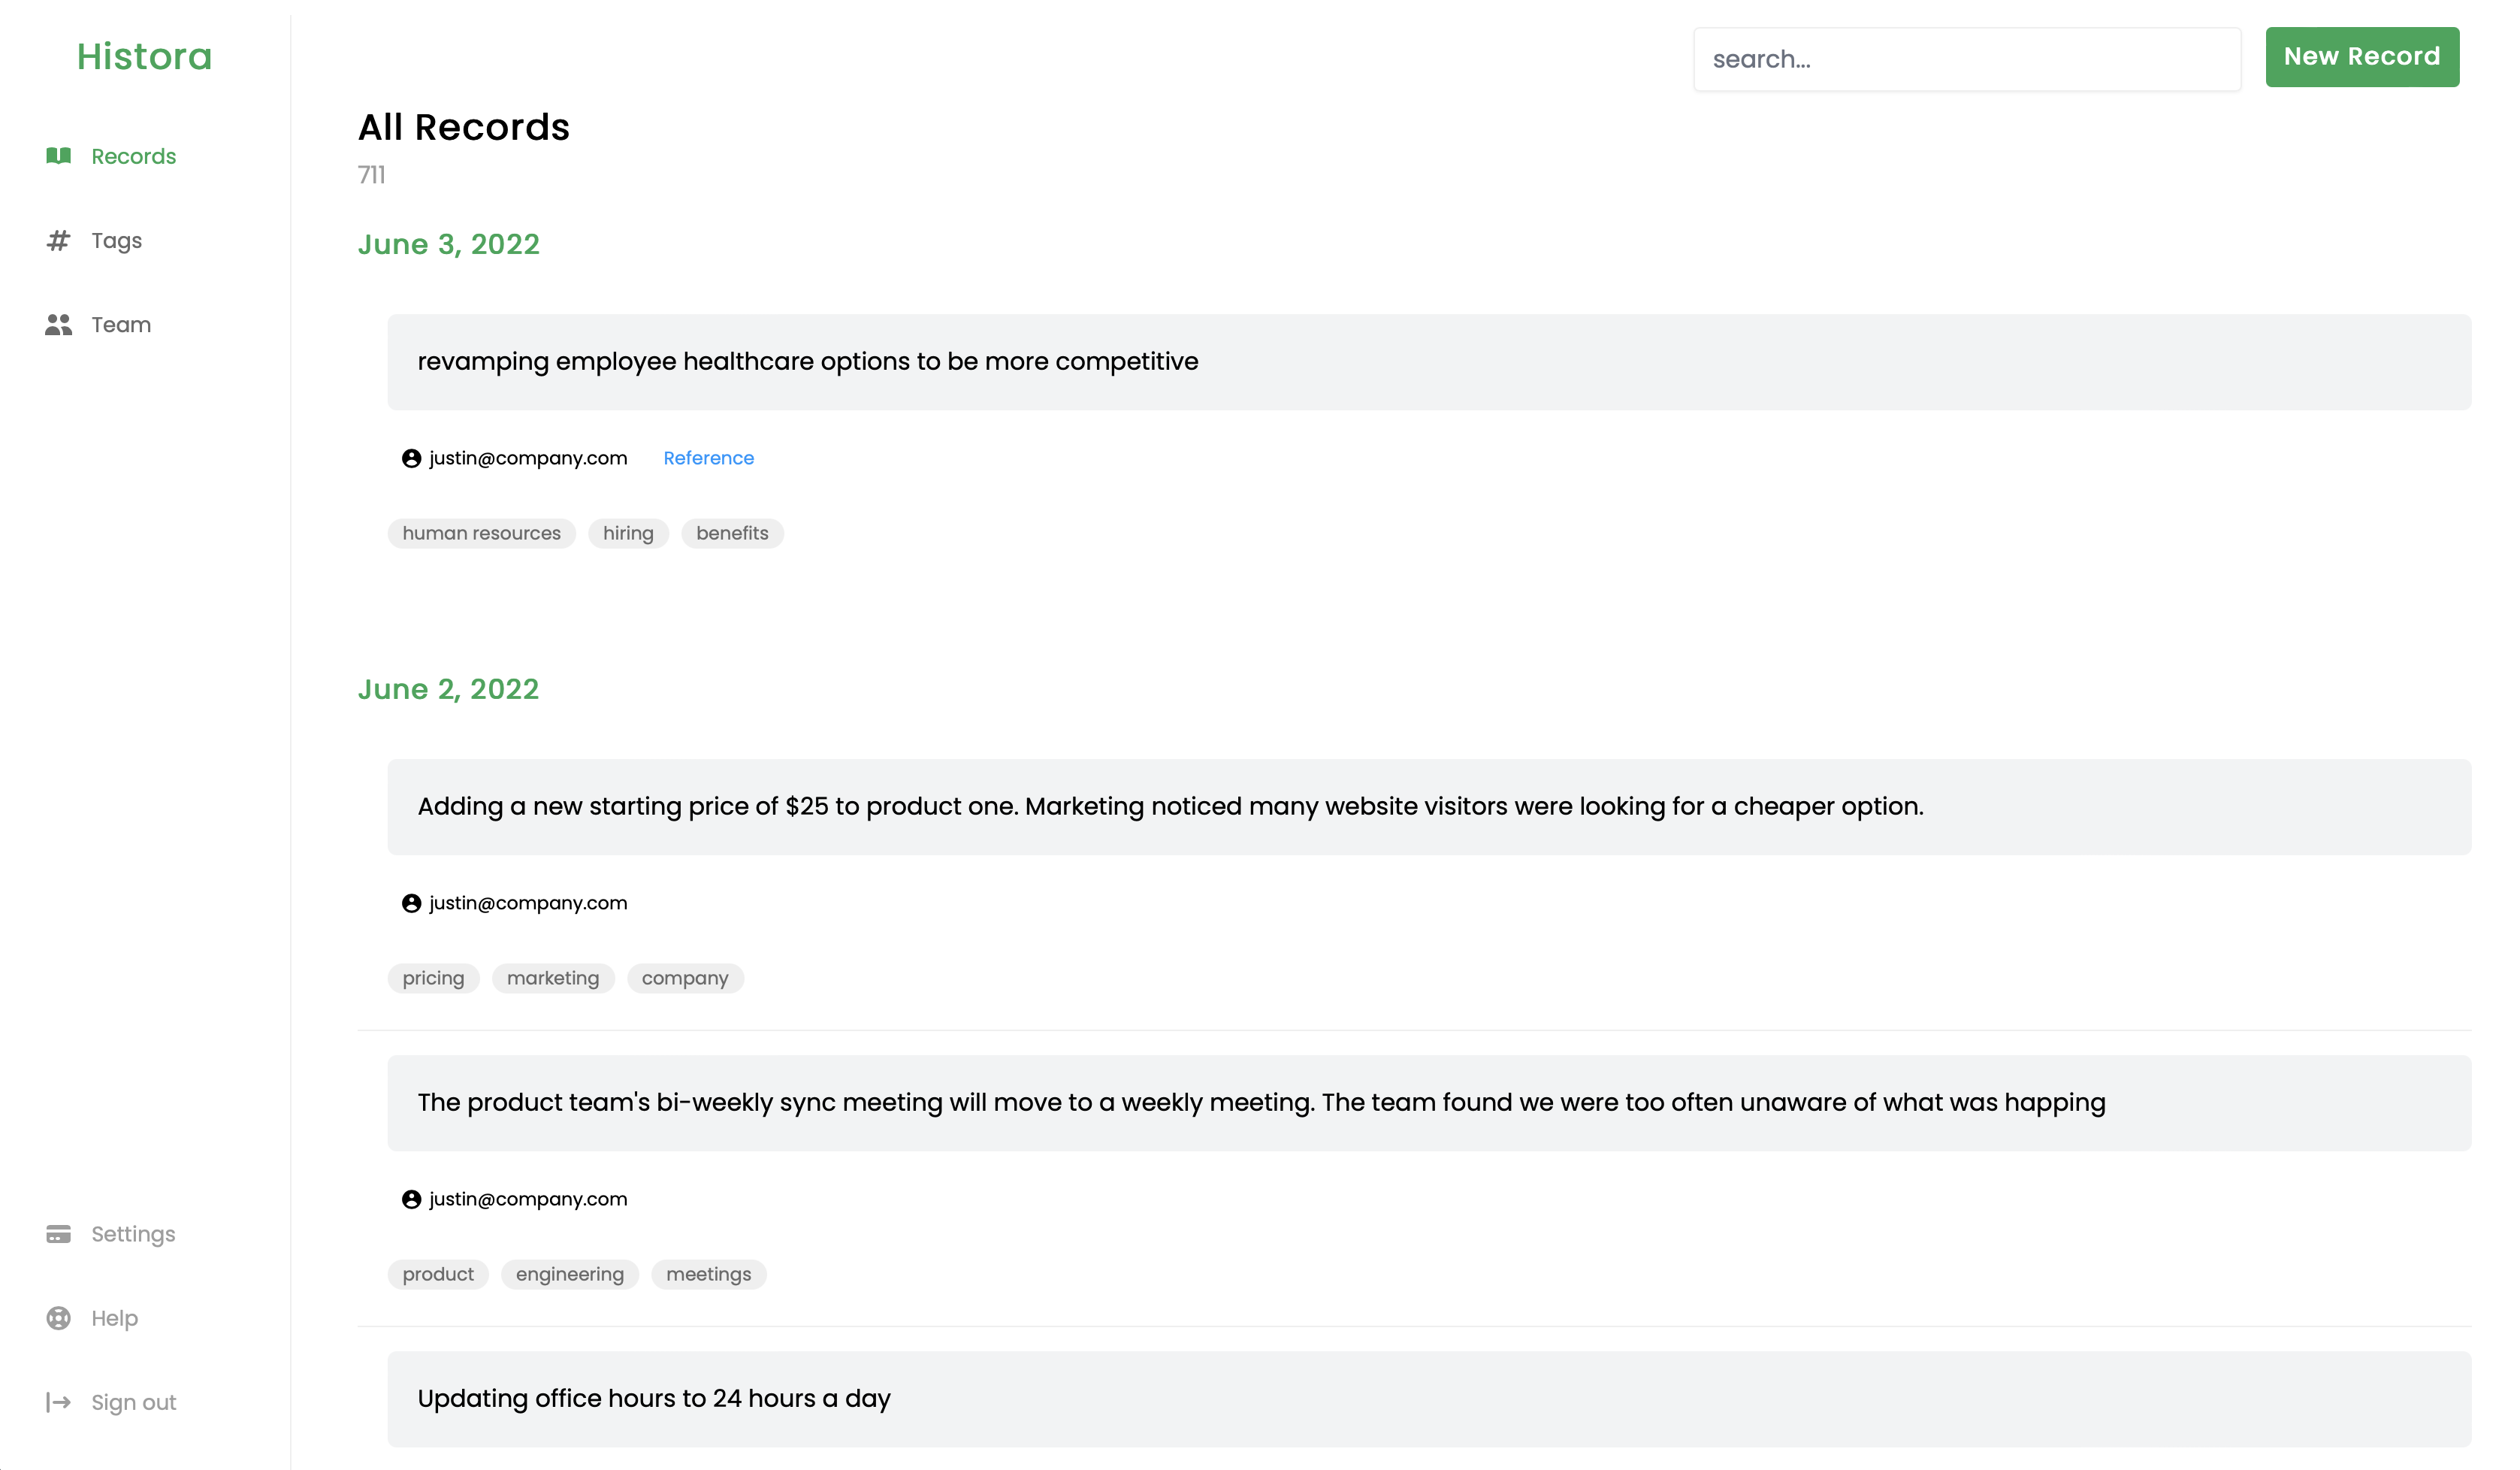 Histora
search...
New Record
Records
Tags
Team
All Records
711
June 3, 2022
revamping employee healthcare options to be more competitive
justin@company.com Reference
human resources hiring benefits
June 2, 2022
Adding a new starting price of $25 to product one. Marketing noticed many website visitors were looking for a cheaper option.
justin@company.com
pricing marketing company
The product team's bi-weekly sync meeting will move to a weekly meeting. The team found we were too often unaware of what was happing
justin@company.com
product engineering meetings
Updating office hours to 24 hours a day
Settings
Help
Sign out